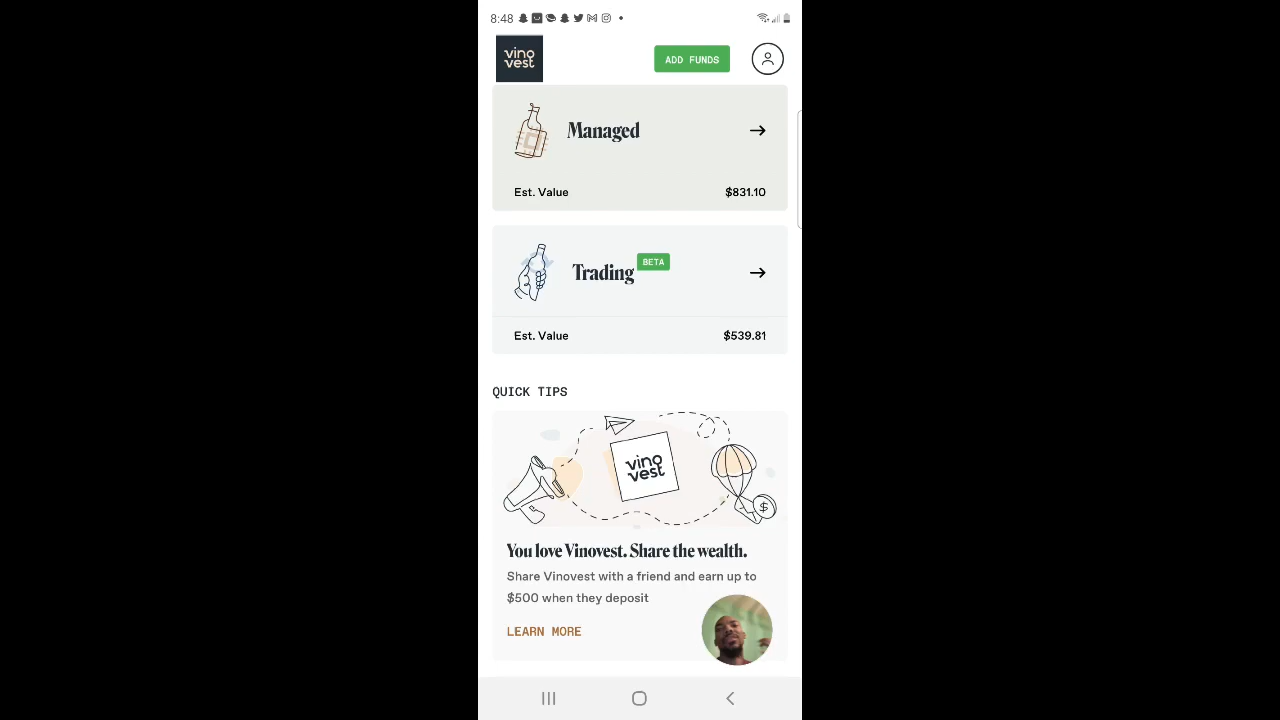 8:48
vino
vest
ADD FUNDS
Managed
Est. Value $831.10
Trading BETA
Est. Value $539.81
QUICK TIPS
vino
vest
$
You love Vinovest. Share the wealth.
Share Vinovest with a friend and earn up to
$500 when they deposit
LEARN MORE